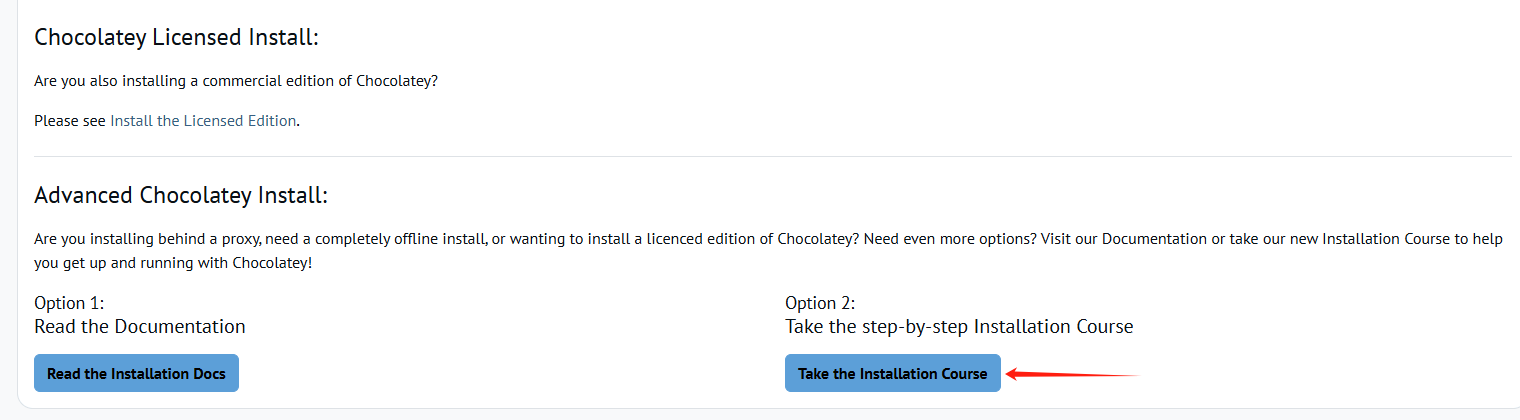 Chocolatey Licensed Install:
Are you also installing a commercial edition of Chocolatey?
Please see Install the Licensed Edition.
Advanced Chocolatey Install:
Are you installing behind a proxy, need a completely offline install, or wanting to install a licenced edition of Chocolatey? Need even more options? Visit our Documentation or take our new Installation Course to help
you get up and running with Chocolatey!
Option 1:
Read the Documentation
Read the Installation Docs
Option 2:
Take the step-by-step Installation Course
Take the Installation Course